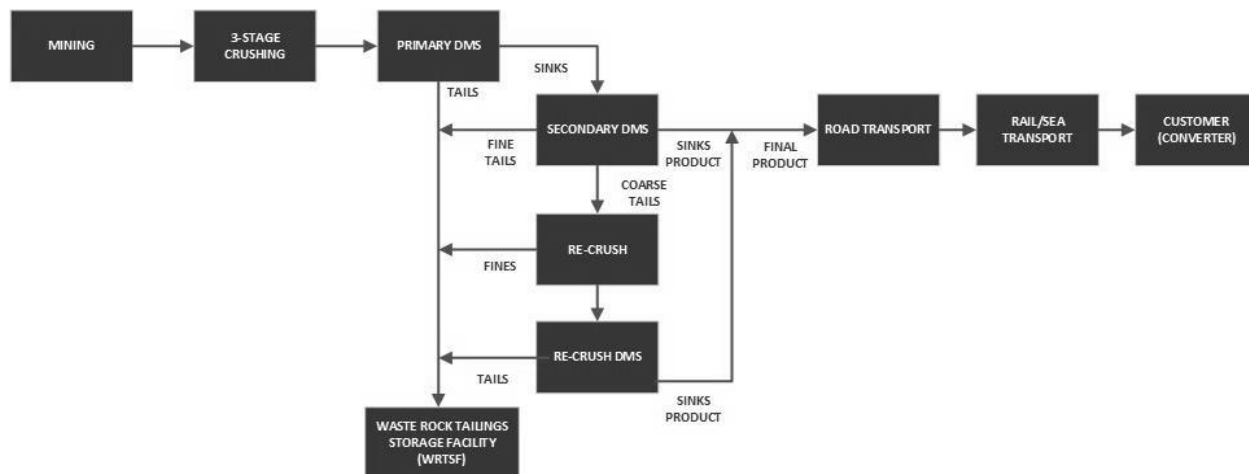 MINING
3-STAGE
CRUSHING
PRIMARY DMS
SINKS
TAILS
SECONDARY DMS
FINE
TAILS
SINKS
PRODUCT
FINAL
PRODUCT
ROAD TRANSPORT
RAIL/SEA
TRANSPORT
CUSTOMER
(CONVERTER)
COARSE
TAILS
RE-CRUSH
FINES
RE-CRUSH DMS
TAILS
SINKS
PRODUCT
WASTE ROCK TAILINGS
STORAGE FACILITY
(WRTSF)